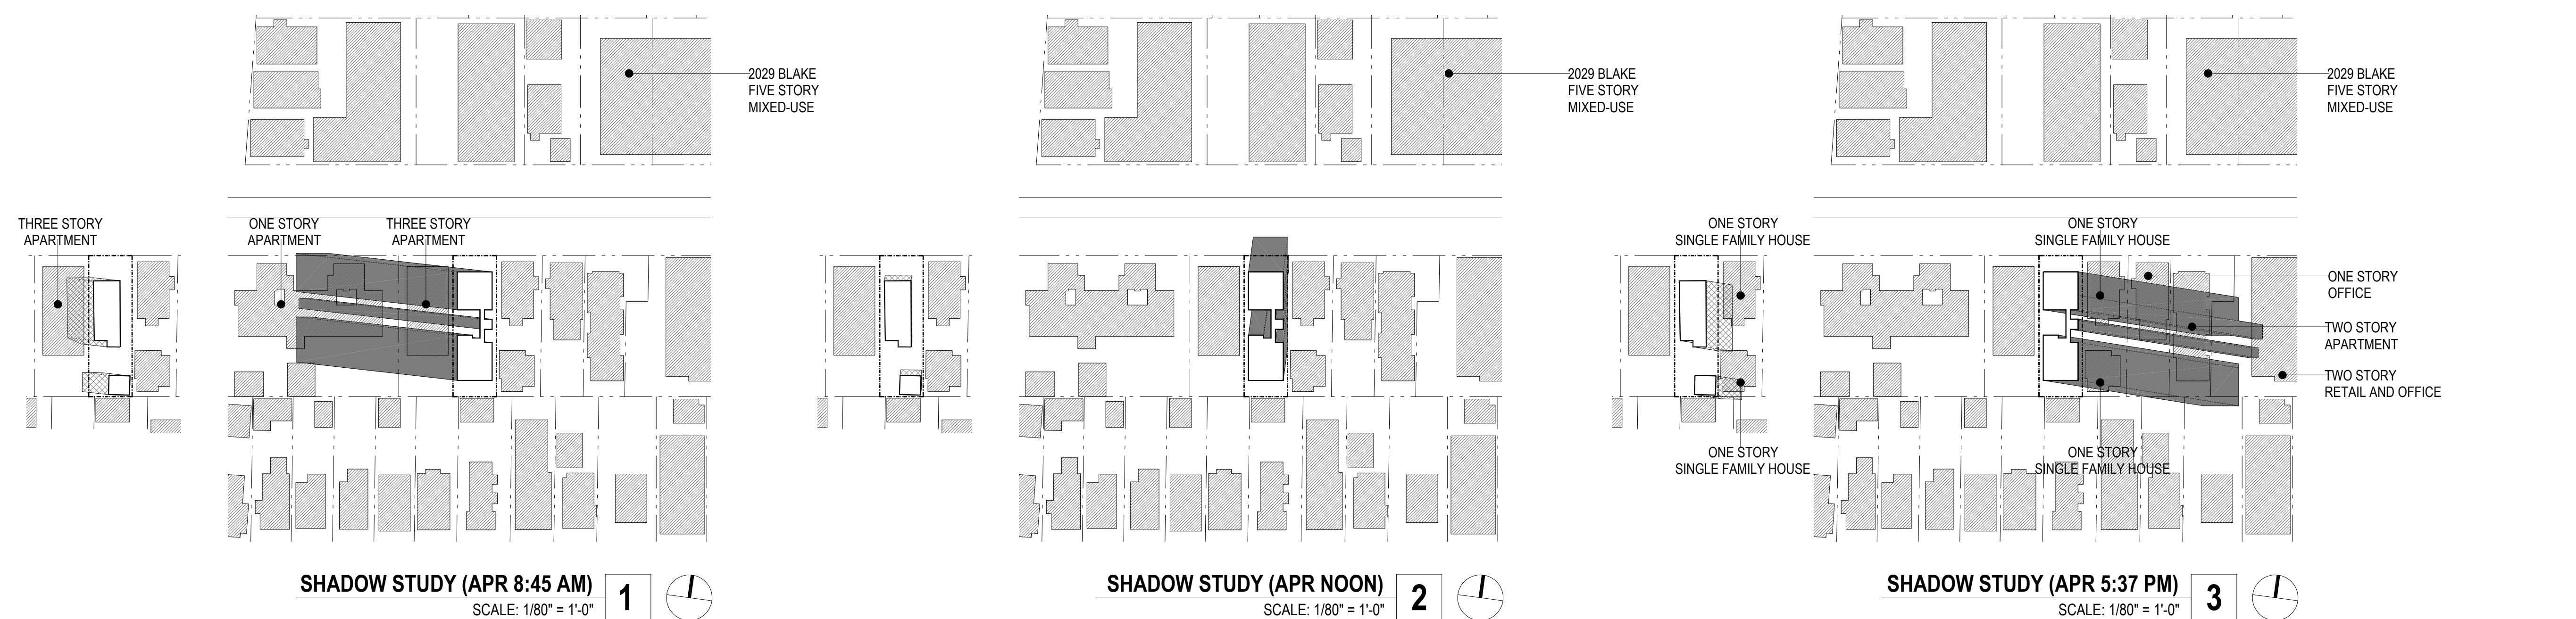 2029 BLAKE
FIVE STORY
MIXED-USE
2029 BLAKE
FIVE STORY
MIXED-USE
2029 BLAKE
FIVE STORY
MIXED-USE
THREE STORY
APARTMENT
ONE STORY
APARTMENT
THREE STORY
APARTMENT
ONE STORY
SINGLE FAMILY HOUSE
ONE STORY
SINGLE FAMILY HOUSE
ONE STORY
OFFICE
TWO STORY
APARTMENT
TWO STORY
RETAIL AND OFFICE
ONE STORY
SINGLE FAMILY HOUSE
ONE STORY
SINGLE FAMILY HOUSE
SHADOW STUDY (APR 8:45 AM)
SCALE: 1/80" = 1'-0"
1
SHADOW STUDY (APR NOON)
SCALE: 1/80" = 1'-0"
2
SHADOW STUDY (APR 5:37 PM)
SCALE: 1/80" = 1'-0"
3